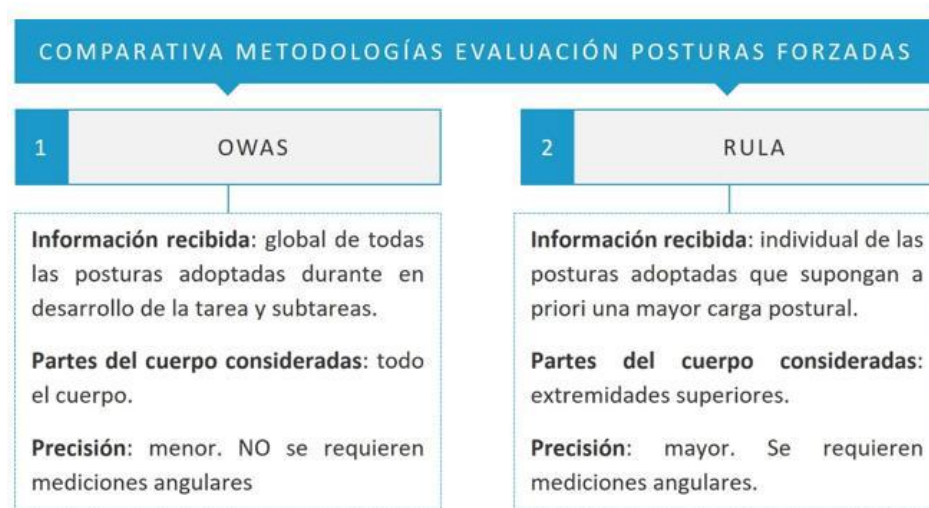 COMPARATIVA METODOLOGÍAS EVALUACIÓN POSTURAS FORZADAS
1
OWAS
Información recibida: global de todas
las posturas adoptadas durante en
desarrollo de la tarea y subtareas.
Partes del cuerpo consideradas: todo
el cuerpo.
Precisión: menor. NO se requieren
mediciones angulares
2
RULA
Información recibida: individual de las
posturas adoptadas que supongan a
priori una mayor carga postural.
Partes del cuerpo consideradas:
extremidades superiores.
Precisión: mayor. Se requieren
mediciones angulares.